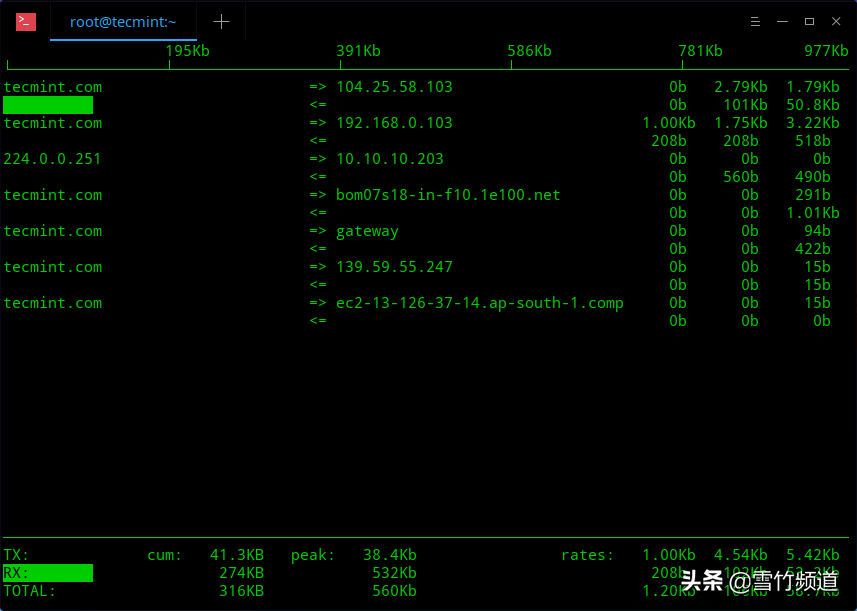 root@tecmint:~
195Kb 391Kb 586Kb 781Kb 977Kb
tecmint.com => 104.25.58.103 0b 2.79Kb 1.79Kb
<= 0b 101Kb 50.8Kb
tecmint.com => 192.168.0.103 1.00Kb 1.75Kb 3.22Kb
<= 208b 208b 518b
224.0.0.251 => 10.10.10.203 0b 0b 0b
<= 0b 560b 490b
tecmint.com => bom07s18-in-f10.1e100.net 0b 0b 291b
<= 0b 0b 1.01Kb
tecmint.com => gateway 0b 0b 94b
<= 0b 0b 422b
tecmint.com => 139.59.55.247 0b 0b 15b
<= 0b 0b 15b
tecmint.com => ec2-13-126-37-14.ap-south-1.comp 0b 0b 15b
<= 0b 0b 0b
TX: cum: 41.3KB peak: 38.4Kb rates: 1.00Kb 4.54Kb 5.42Kb
RX: 274KB 532Kb 208b
TOTAL: 316KB 560Kb 1.20Kb
头条 @雪竹频道